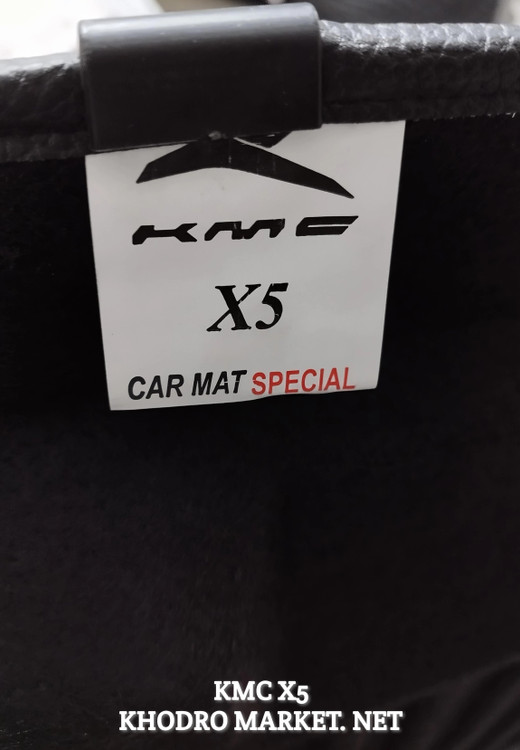 KMC
X5
CAR MAT SPECIAL
KMC X5
KHODRO MARKET. NET